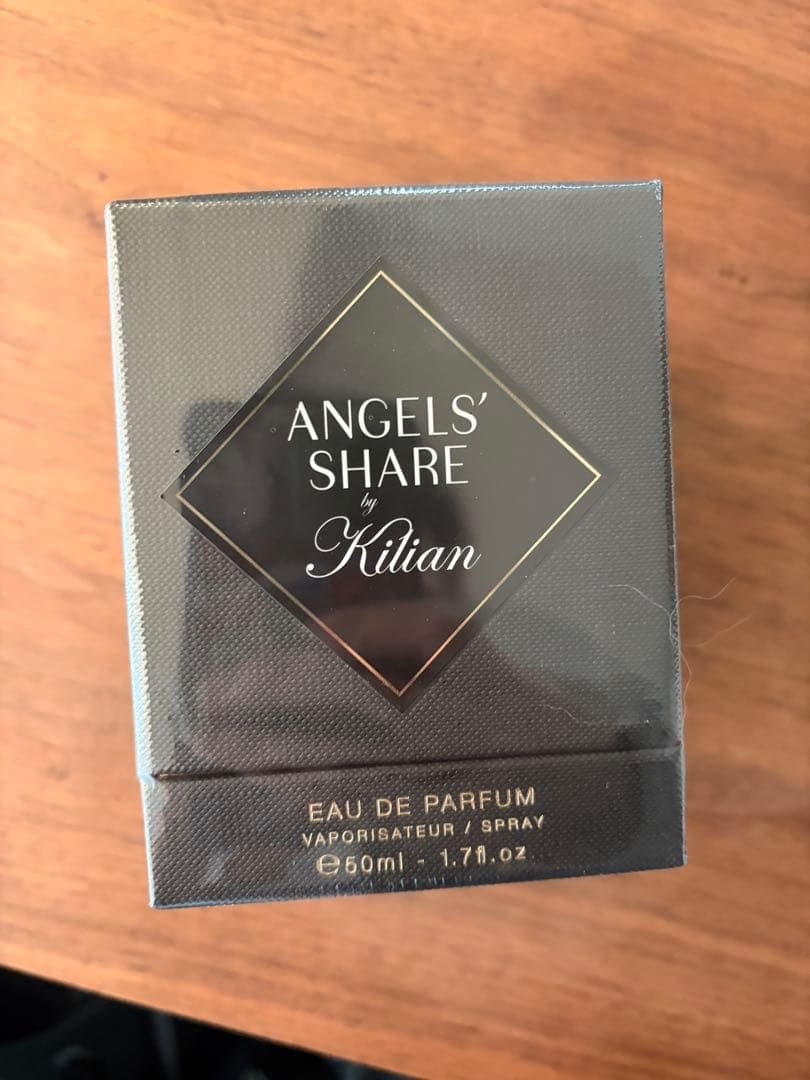 ANGELS’
SHARE
by
Kilian
EAU DE PARFUM
VAPORISATEUR / SPRAY
℮50ml - 1.7fl.oz